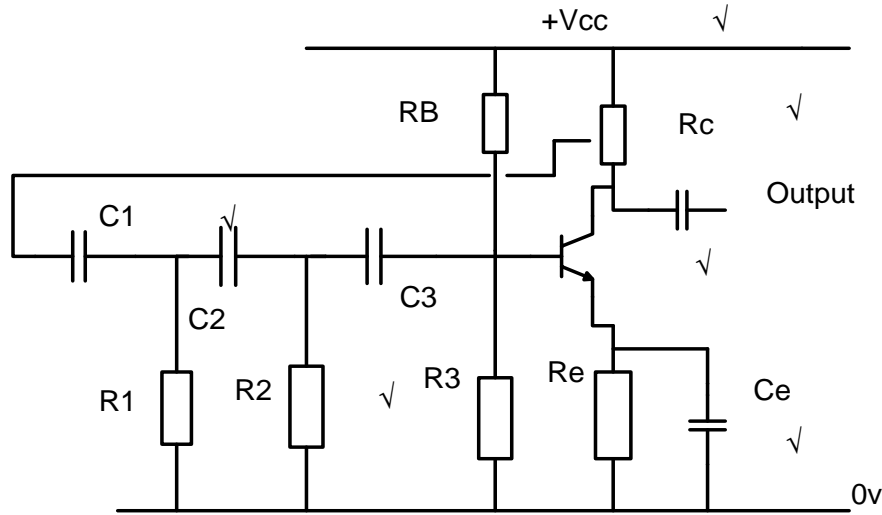 +Vcc √
RB
Rc √
Output
C1 √
C2
C3 √
R1
R2
√
R3
Re
Ce
√
0v